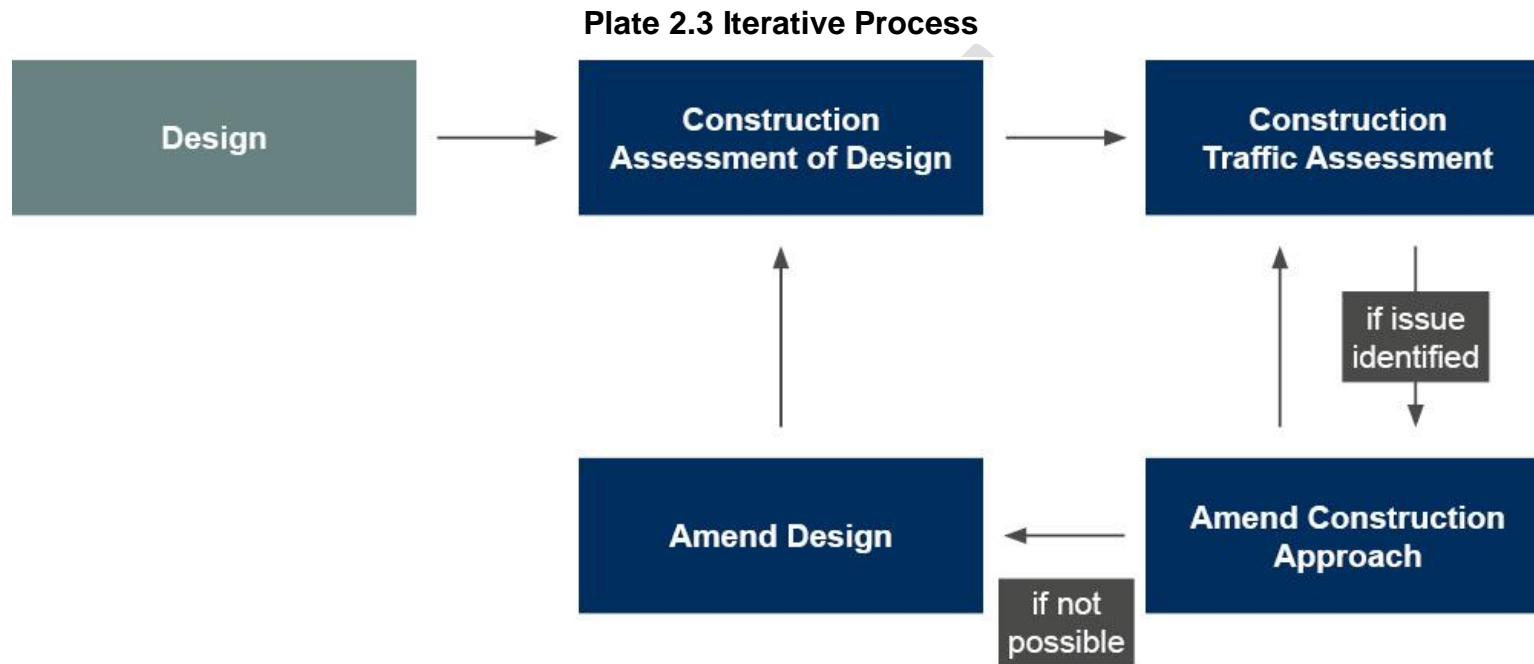 Plate 2.3 Iterative Process
Design
Construction
Assessment of Design
Construction
Traffic Assessment
if issue
identified
Amend Design
Amend Construction
Approach
if not
possible